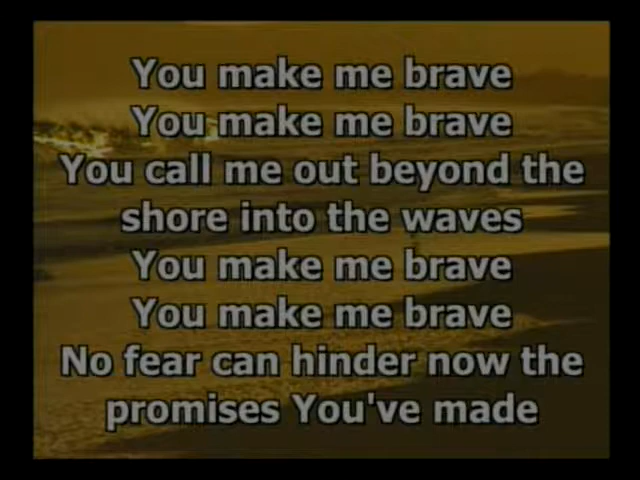 You make me brave
You make me brave
You call me out beyond the
shore into the waves
You make me brave
You make me brave
No fear can hinder now the
promises You've made